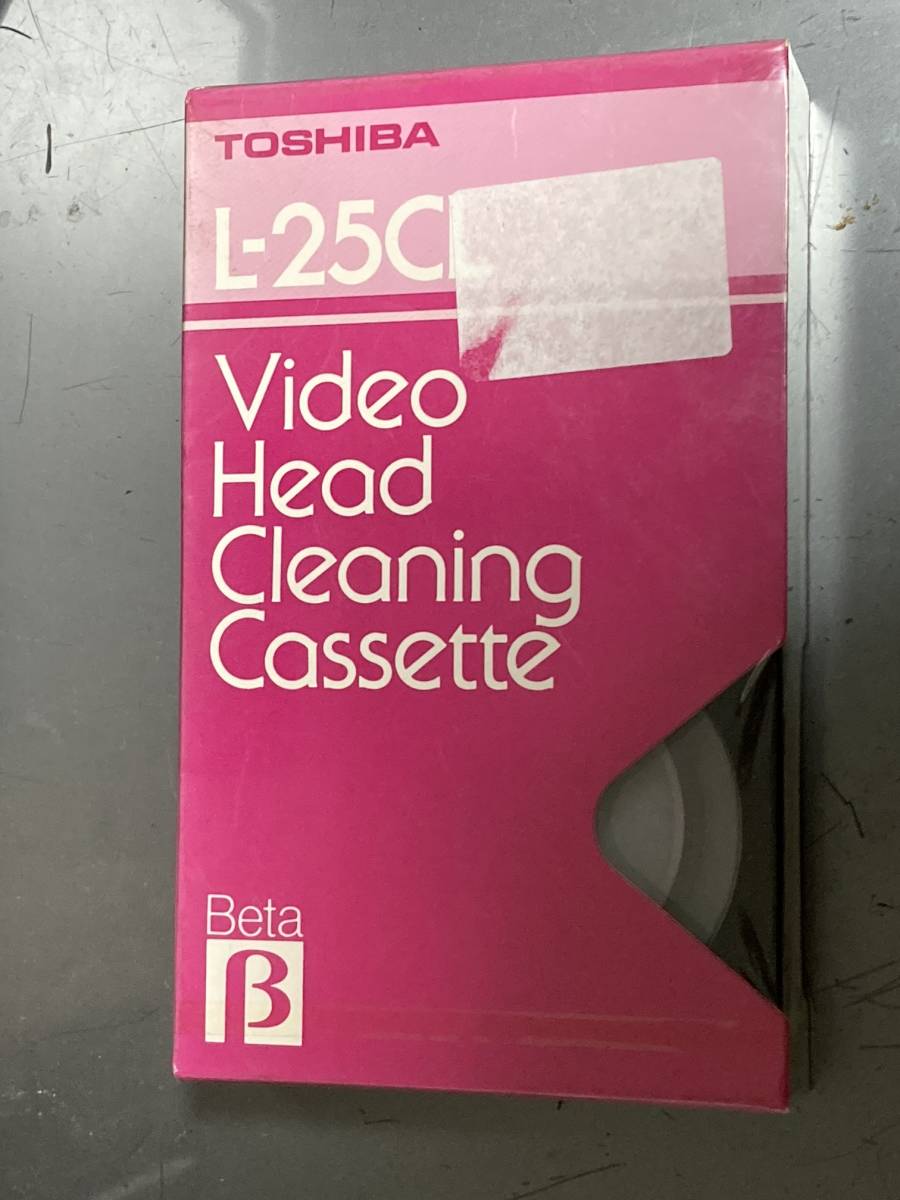 TOSHIBA
L-25C
Video
Head
Cleaning
Cassette
Beta
β